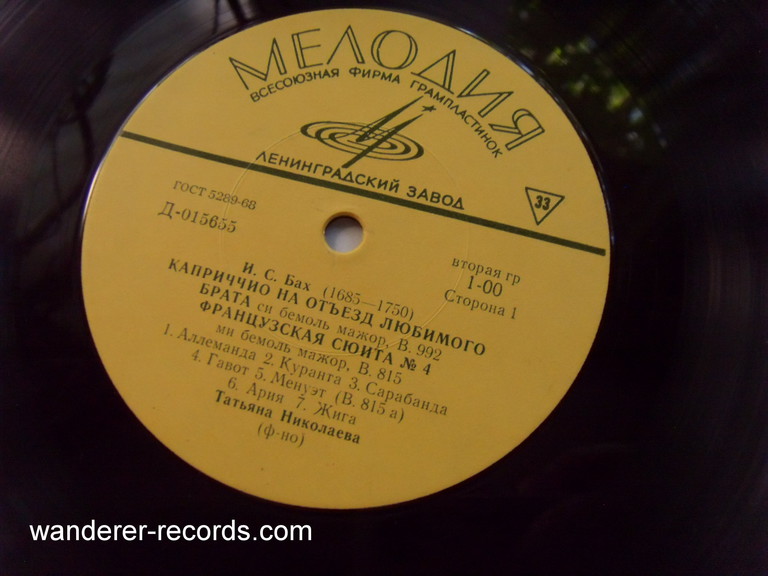 МЕЛОДИЯ
ВСЕСОЮЗНАЯ ФИРМА ГРАМПЛАСТИНОК
ЛЕНИНГРАДСКИЙ ЗАВОД
33
ГОСТ 5289-68
Д-015655
вторая гр
1-00
Сторона 1
И. С. Бах (1685—1750)
КАПРИЧЧИО НА ОТЪЕЗД ЛЮБИМОГО
БРАТА си бемоль мажор, В. 992
ФРАНЦУЗСКАЯ СЮИТА № 4
ми бемоль мажор, В. 815
1. Аллеманда 2. Куранта 3. Сарабанда
4. Гавот 5. Менуэт (В. 815 а)
6. Ария 7. Жига
Татьяна Николаева
(ф-но)
wanderer-records.com